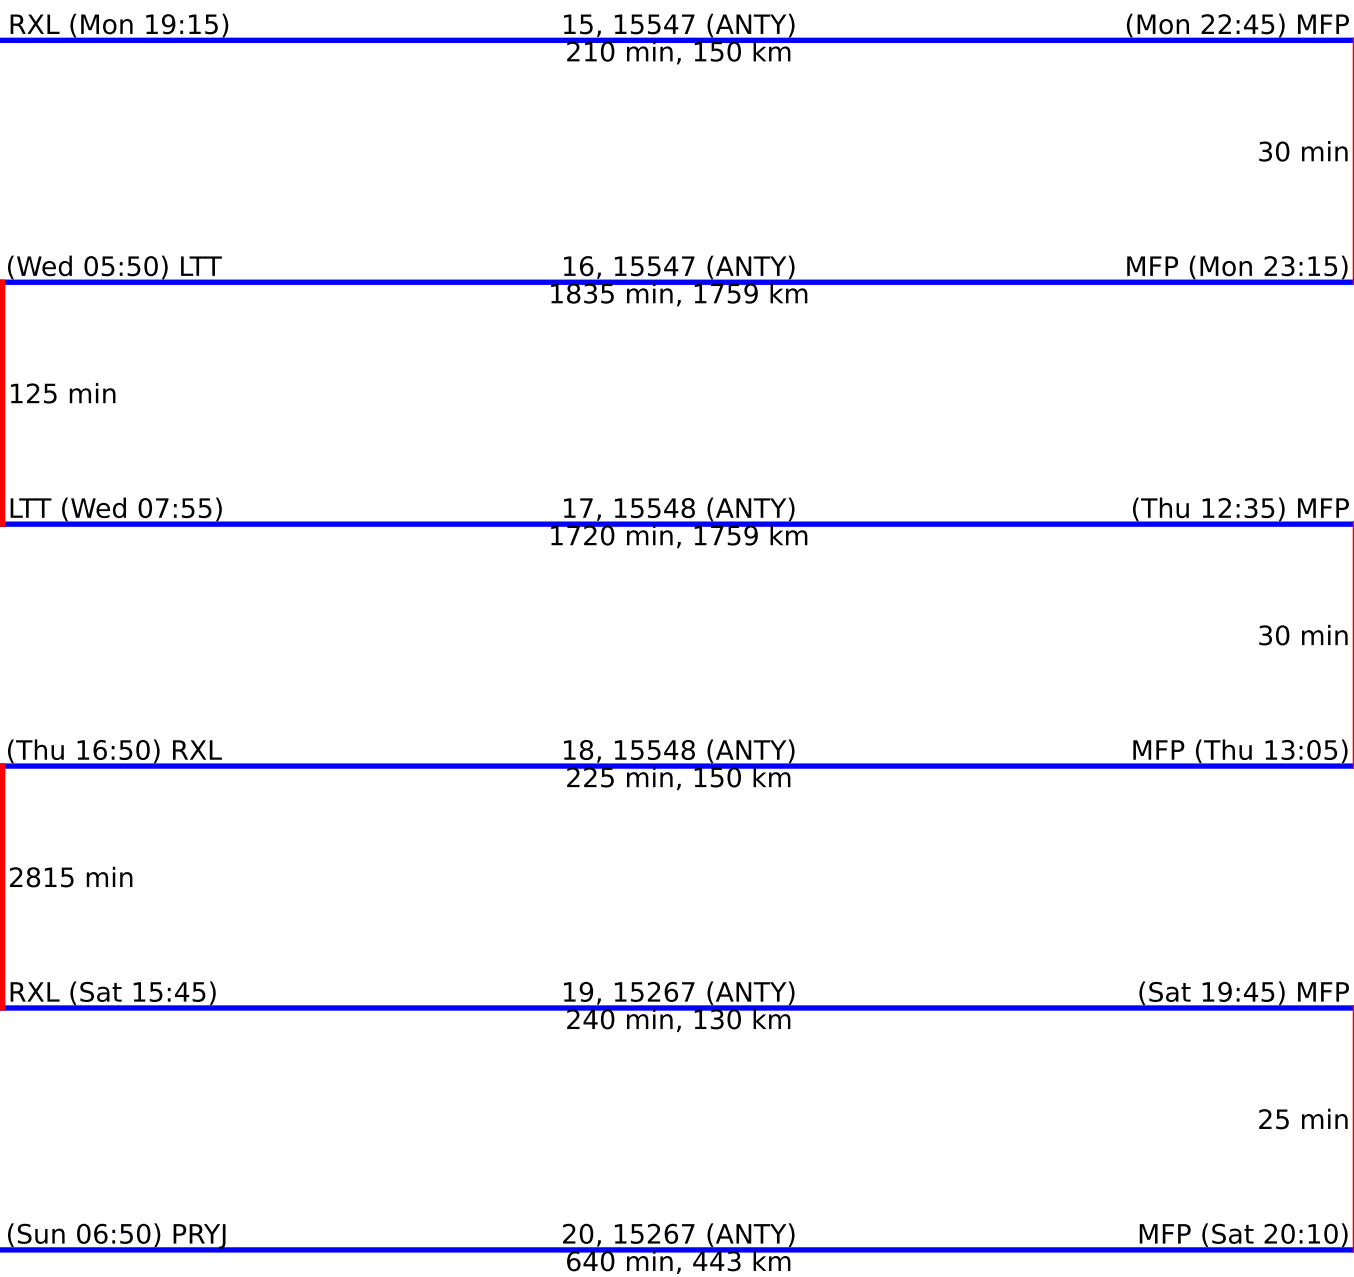 RXL (Mon 19:15) 15, 15547 (ANTY) (Mon 22:45) MFP
210 min, 150 km
30 min
(Wed 05:50) LTT 16, 15547 (ANTY) MFP (Mon 23:15)
1835 min, 1759 km
125 min
LTT (Wed 07:55) 17, 15548 (ANTY) (Thu 12:35) MFP
1720 min, 1759 km
30 min
(Thu 16:50) RXL 18, 15548 (ANTY) MFP (Thu 13:05)
225 min, 150 km
2815 min
RXL (Sat 15:45) 19, 15267 (ANTY) (Sat 19:45) MFP
240 min, 130 km
25 min
(Sun 06:50) PRYJ 20, 15267 (ANTY) MFP (Sat 20:10)
640 min, 443 km